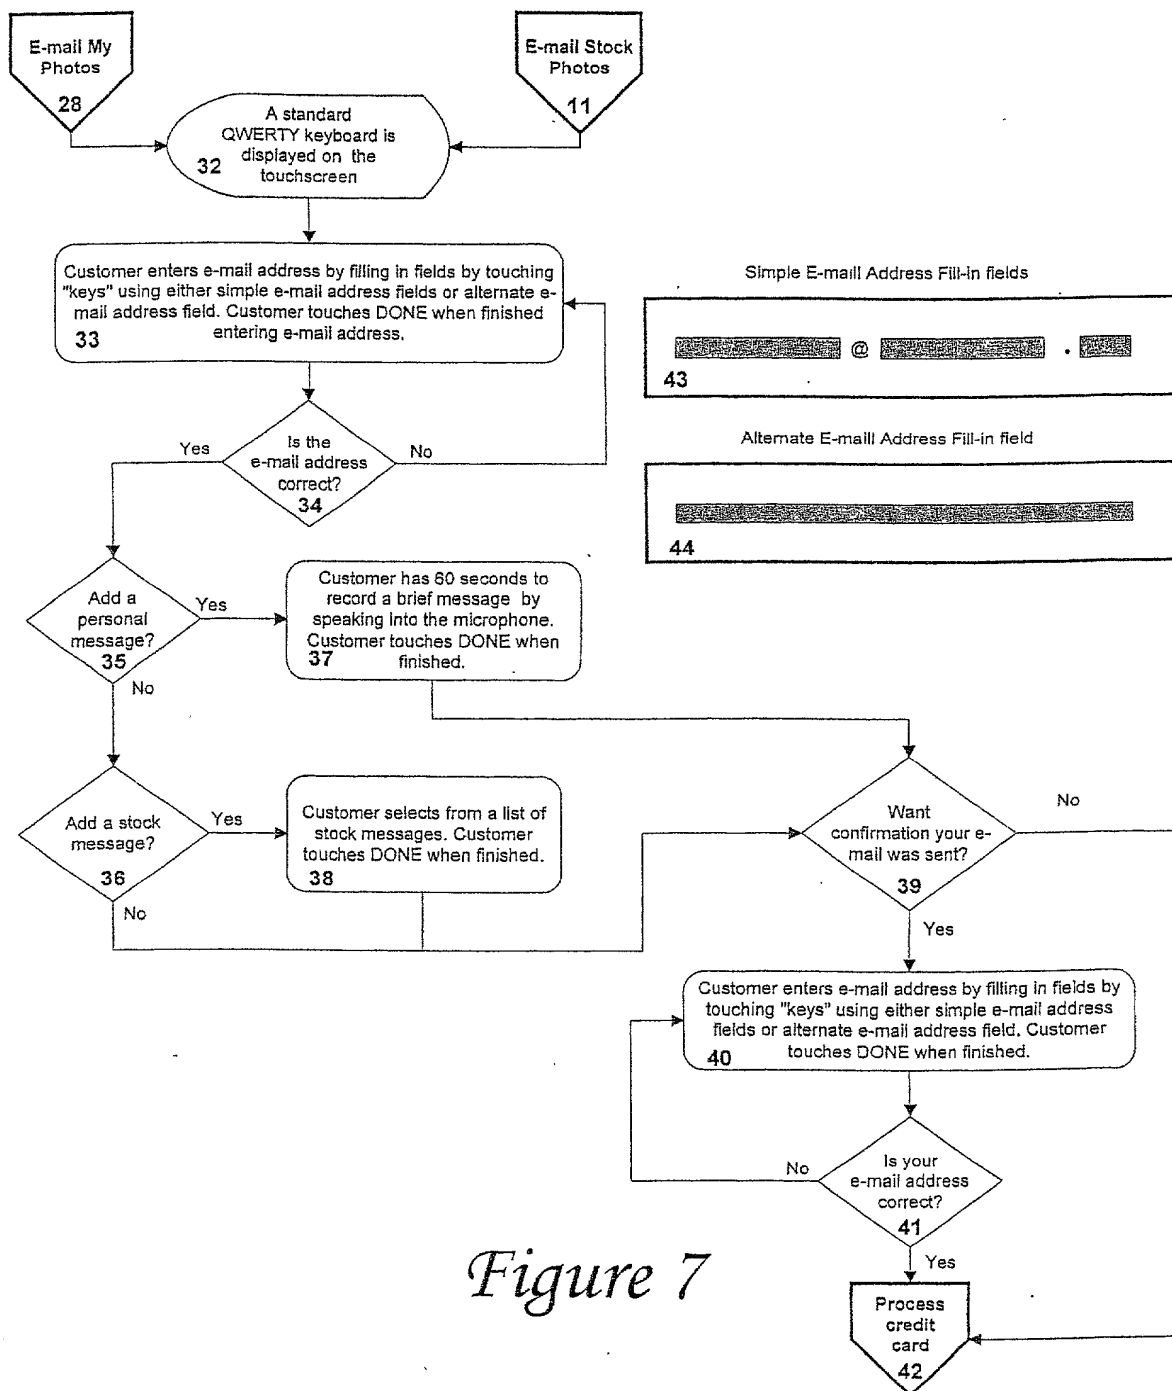 E-mail My
Photos
28
E-mail Stock
Photos
11
A standard
QWERTY keyboard is
displayed on the
touchscreen
32
Customer enters e-mail address by filling in fields by touching
"keys" using either simple e-mail address fields or alternate e-
mail address field. Customer touches DONE when finished
entering e-mail address.
33
Simple E-maill Address Fill-in fields
@ .
43
Is the
e-mail address
correct?
34
Yes
No
Alternate E-maill Address Fill-in field
44
Add a
personal
message?
35
Yes
No
Customer has 60 seconds to
record a brief message by
speaking into the microphone.
Customer touches DONE when
finished.
37
Add a stock
message?
36
Yes
No
Customer selects from a list of
stock messages. Customer
touches DONE when finished.
38
Want
confirmation your e-
mail was sent?
39
No
Yes
Customer enters e-mail address by filling in fields by
touching "keys" using either simple e-mail address
fields or alternate e-mail address field. Customer
touches DONE when finished.
40
Is your
e-mail address
correct?
41
No
Yes
Process
credit
card
42
Figure 7